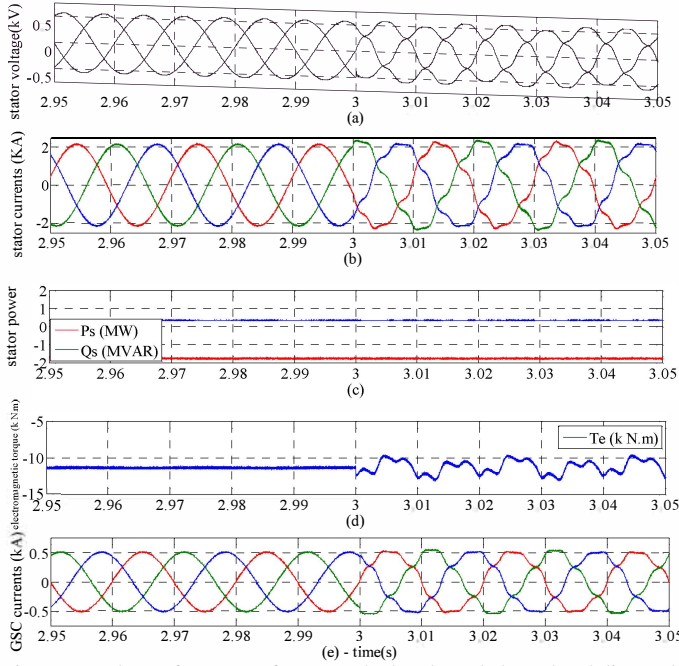 stator voltage(kV)
0.5
0
-0.5
2.95 2.96 2.97 2.98 2.99 3 3.01 3.02 3.03 3.04 3.05
(a)
stator currents (KA)
2
0
-2
2.95 2.96 2.97 2.98 2.99 3 3.01 3.02 3.03 3.04 3.05
(b)
stator power
2
1
0
-1
-2
Ps (MW)
Qs (MVAR)
2.95 2.96 2.97 2.98 2.99 3 3.01 3.02 3.03 3.04 3.05
(c)
electromagnetic torque (k N.m)
-5
-10
-15
Te (k N.m)
2.95 2.96 2.97 2.98 2.99 3 3.01 3.02 3.03 3.04 3.05
(d)
GSC currents (kA)
0.5
0
-0.5
2.95 2.96 2.97 2.98 2.99 3 3.01 3.02 3.03 3.04 3.05
(e) - time(s)